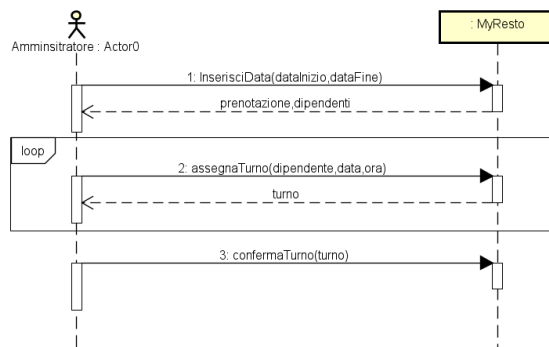 : MyResto
Amminsitratore : Actor0
1: InserisciData(dataInizio,dataFine)
prenotazione,dipendenti
loop
2: assegnaTurno(dipendente,data,ora)
turno
3: confermaTurno(turno)